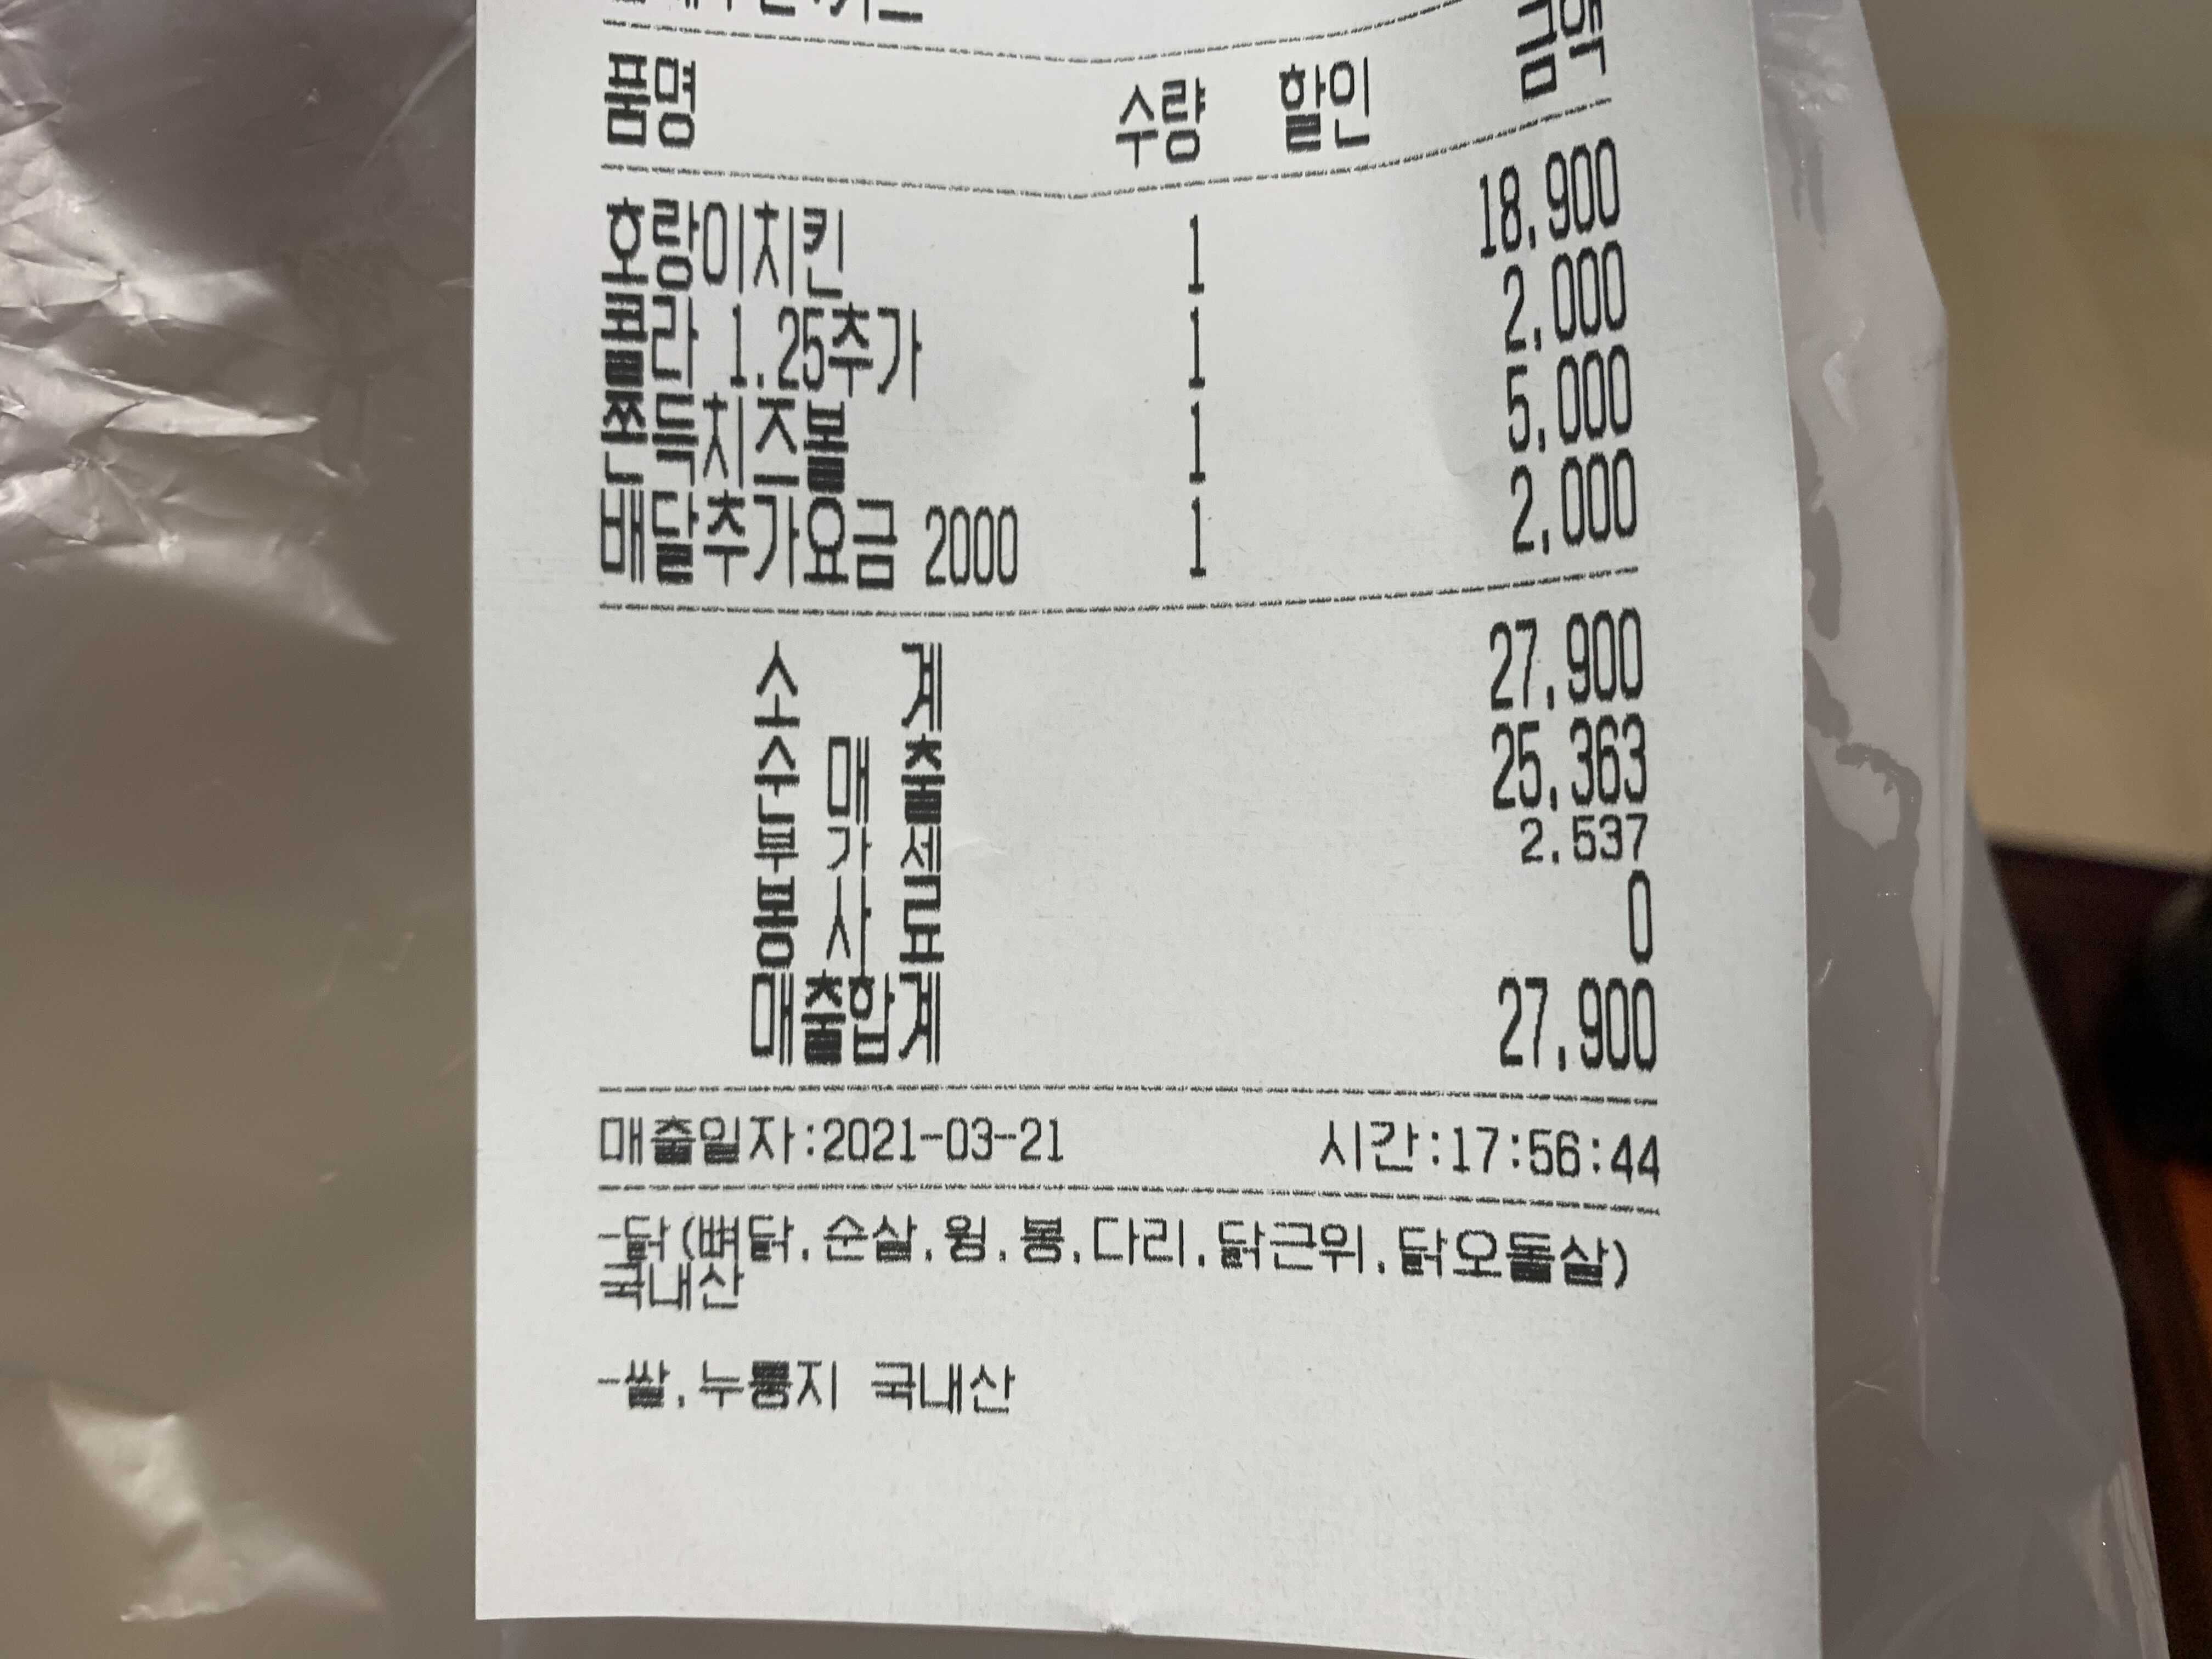 품명 수량 할인 금액
호랑이치킨 1 18,900
콜라 1.25추가 1 2,000
쫀득치즈볼 1 5,000
배달추가요금 2000 1 2,000
소 계 27,900
순 매 출 25,363
부 가 세 2,537
봉 사 료 0
매출합계 27,900
매출일자:2021-03-21 시간:17:56:44
-닭(뼈닭,순살,윙,봉,다리,닭근위,닭오돌살)
국내산
-쌀,누룽지 국내산